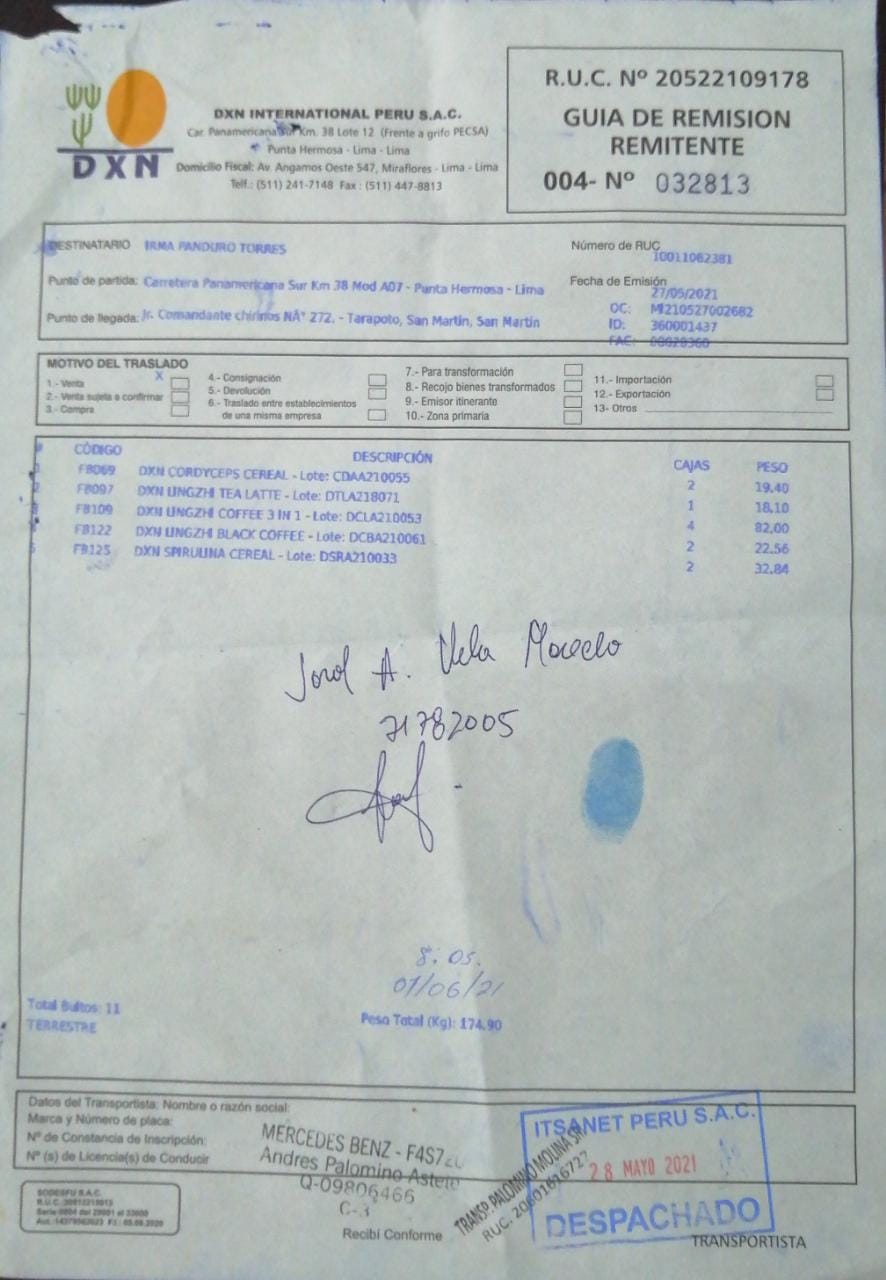 DXN
DXN INTERNATIONAL PERU S.A.C.
Car. Panamericana Sur Km. 38 Lote 12 (Frente a grifo PECSA)
Punta Hermosa - Lima - Lima
Domicilio Fiscal: Av. Angamos Oeste 547, Miraflores - Lima - Lima
Telf.: (511) 241-7148 Fax : (511) 447-8813
R.U.C. Nº 20522109178
GUIA DE REMISION
REMITENTE
004- Nº 032813
DESTINATARIO IRMA PANDURO TORRES
Número de RUC 10011062381
Punto de partida: Carretera Panamericana Sur Km 38 Mod A07 - Punta Hermosa - Lima
Fecha de Emisión 27/05/2021
Punto de llegada: Jr. Comandante chirinos NÂ° 272. - Tarapoto, San Martin, San Martin
OC: MI210527002682
ID: 360001437
FAC: 00028360
MOTIVO DEL TRASLADO
1.- Venta X
2.- Venta sujeta a confirmar
3.- Compra
4.- Consignación
5.- Devolución
6.- Traslado entre establecimientos
de una misma empresa
7.- Para transformación
8.- Recojo bienes transformados
9.- Emisor itinerante
10.- Zona primaria
11.- Importación
12.- Exportación
13- Otros
CÓDIGO DESCRIPCIÓN CAJAS PESO
FB069 DXN CORDYCEPS CEREAL - Lote: CDAA210055 2 19,40
FB097 DXN LINGZHI TEA LATTE - Lote: DTLA218071 1 18,10
FB109 DXN LINGZHI COFFEE 3 IN 1 - Lote: DCLA210053 4 82,00
FB122 DXN LINGZHI BLACK COFFEE - Lote: DCBA210061 2 22.56
FB125 DXN SPIRULINA CEREAL - Lote: DSRA210033 2 32.84
A. Vela
71782005
8:05.
01/06/21
Total Bultos: 11
TERRESTRE
Peso Total (Kg): 174.90
Datos del Transportista: Nombre o razón social:
Marca y Número de placa:
Nº de Constancia de Inscripción:
Nº (s) de Licencia(s) de Conducir
MERCEDES BENZ -
Andres Palomino Astete
Q-09806466
C-3
TRANSP. PALOMINO MOLINA
RUC. 20601616727
ITSANET PERU S.A.C.
28 MAYO 2021
DESPACHADO
Recibí Conforme
TRANSPORTISTA